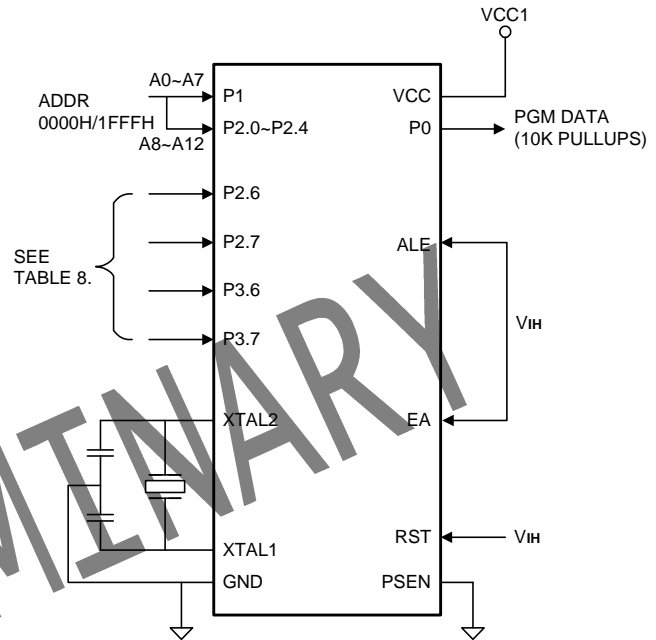 VCC1
A0~A7
ADDR
0000H/1FFFH
A8~A12
P1
P2.0~P2.4
VCC
P0
PGM DATA
(10K PULLUPS)
P2.6
P2.7
P3.6
P3.7
SEE
TABLE 8.
ALE
VIH
EA
XTAL2
XTAL1
GND
RST
VIH
PSEN
MINARY